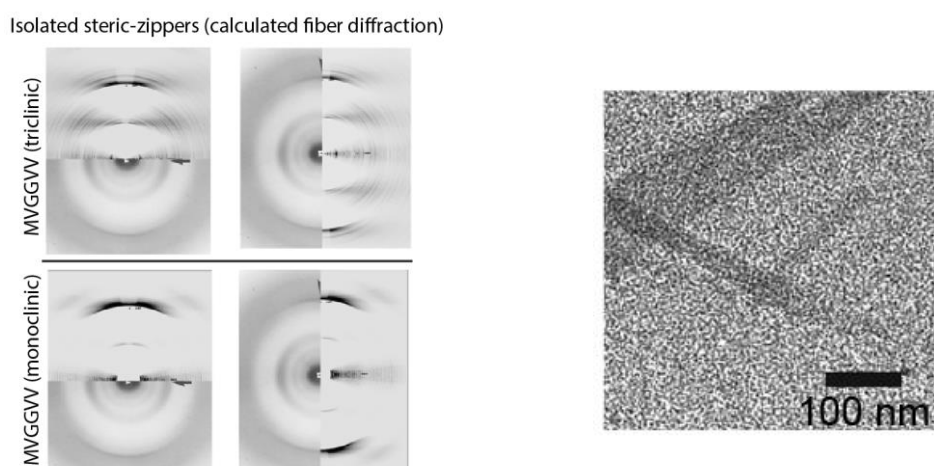 Isolated steric-zippers (calculated fiber diffraction)
MVGGVV (triclinic)
MVGGVV (monoclinic)
100 nm